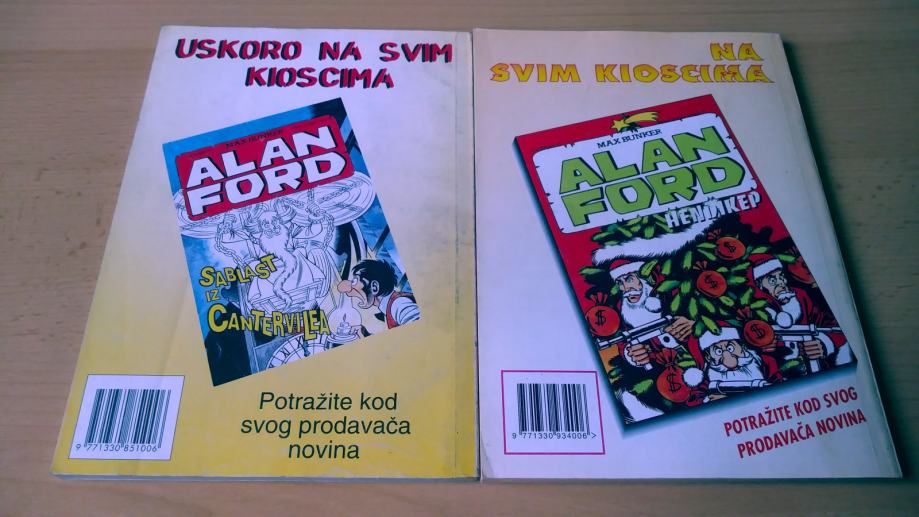 USKORO NA SVIM
KIOSCIMA
MAX BUNKER
ALAN
FORD
SABLAST
IZ
CANTERVILEA
Potražite kod
svog prodavača
novina
9 771330 851006
NA
SVIM KIOSCIMA
MAX BUNKER
ALAN
FORD
HENDIKEP
$
$
$
$
$
POTRAŽITE KOD SVOG
PRODAVAČA NOVINA
9 771330 934006 >